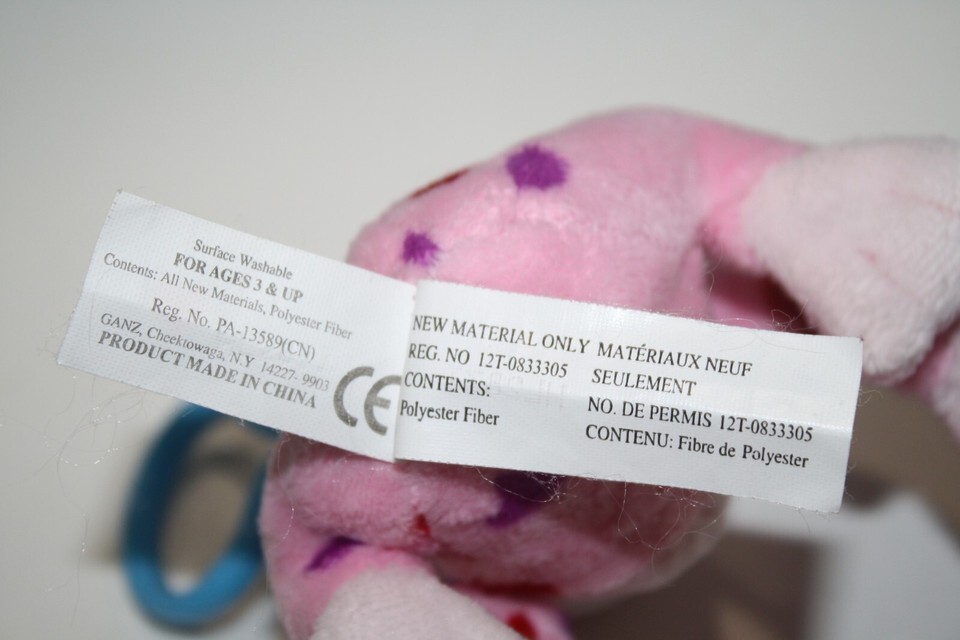 Surface Washable
FOR AGES 3 & UP
Contents: All New Materials, Polyester Fiber
Reg. No. PA-13589(CN)
GANZ, Cheektowaga, N.Y 14227- 9903
PRODUCT MADE IN CHINA
CE
NEW MATERIAL ONLY
REG. NO 12T-0833305
CONTENTS:
Polyester Fiber
MATÉRIAUX NEUF
SEULEMENT
NO. DE PERMIS 12T-0833305
CONTENU: Fibre de Polyester